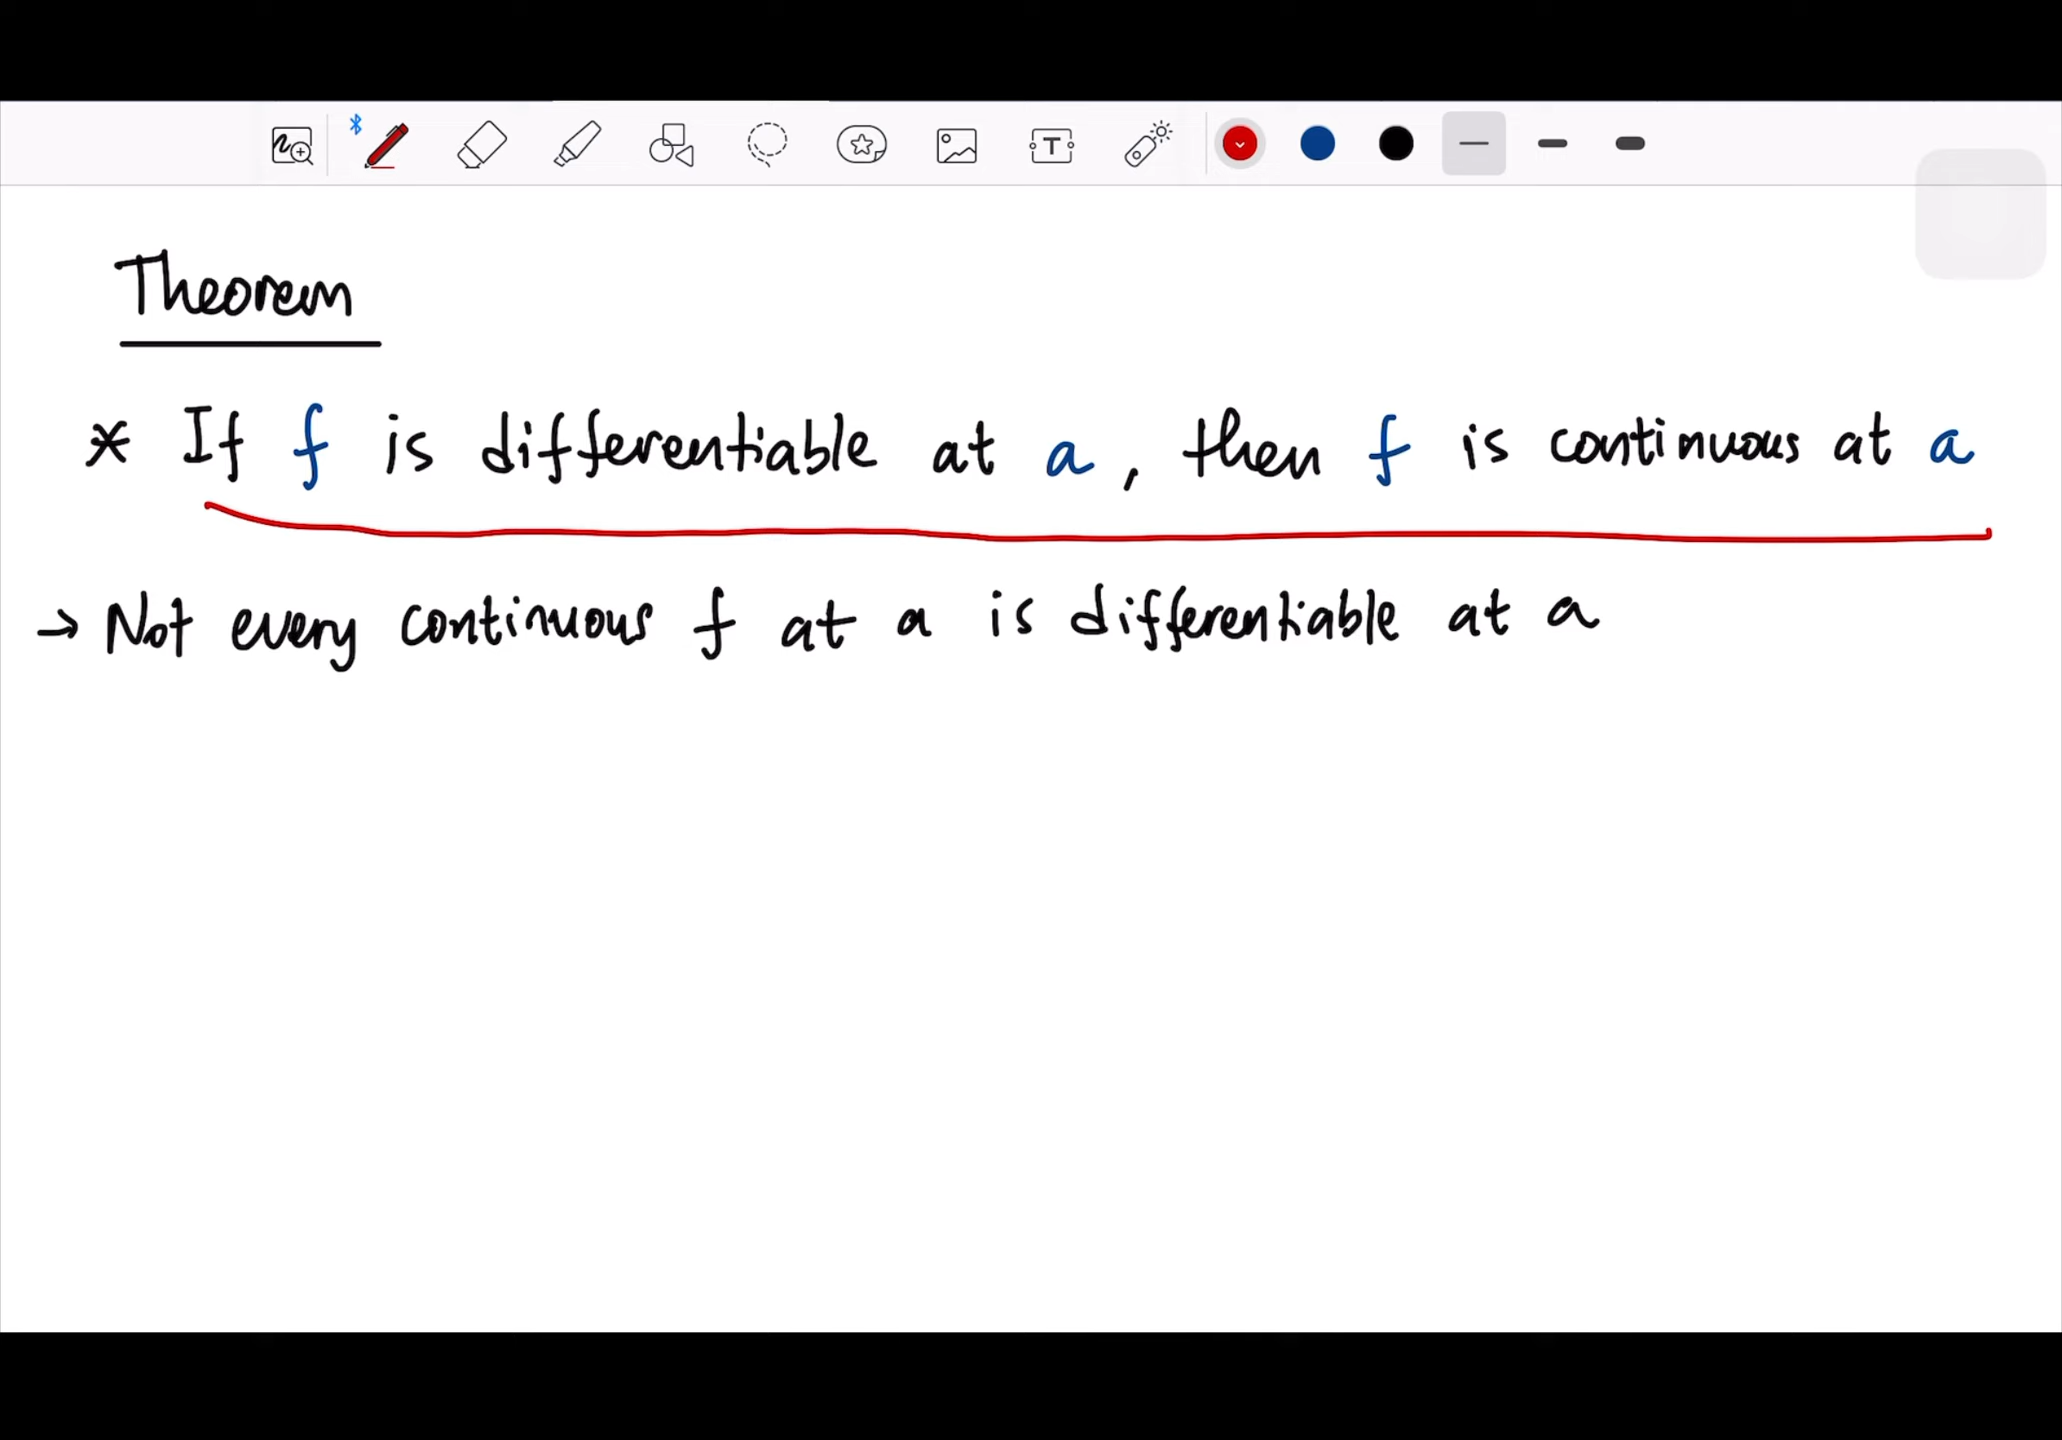 Theorem
* If f is differentiable at a, then f is continuous at a
→ Not every continuous f at a is differentiable at a